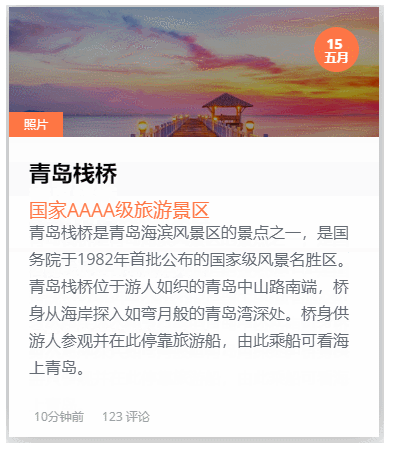 15
五月
照片
青岛栈桥
国家AAAA级旅游景区
青岛栈桥是青岛海滨风景区的景点之一，是国
务院于1982年首批公布的国家级风景名胜区。
青岛栈桥位于游人如织的青岛中山路南端，桥
身从海岸探入如弯月般的青岛湾深处。桥身供
游人参观并在此停靠旅游船，由此乘船可看海
上青岛。
10分钟前 123 评论